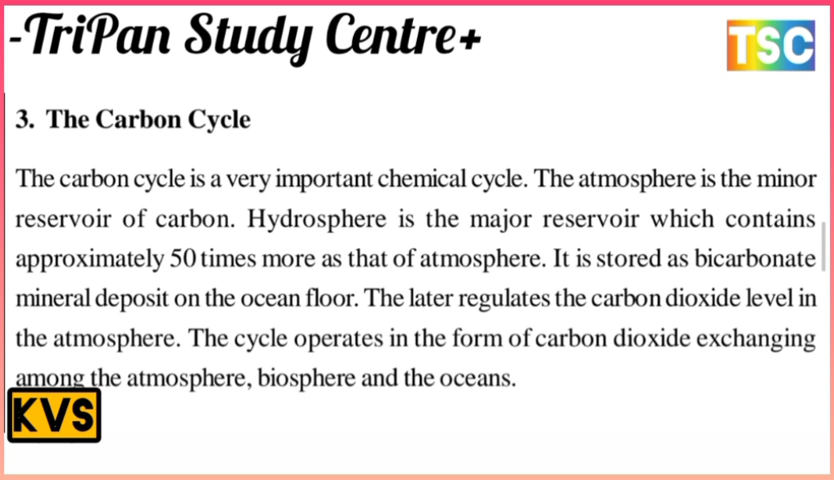 -TriPan Study Centre+
TSC
3. The Carbon Cycle
The carbon cycle is a very important chemical cycle. The atmosphere is the minor
reservoir of carbon. Hydrosphere is the major reservoir which contains
approximately 50 times more as that of atmosphere. It is stored as bicarbonate
mineral deposit on the ocean floor. The later regulates the carbon dioxide level in
the atmosphere. The cycle operates in the form of carbon dioxide exchanging
among the atmosphere, biosphere and the oceans.
KVS